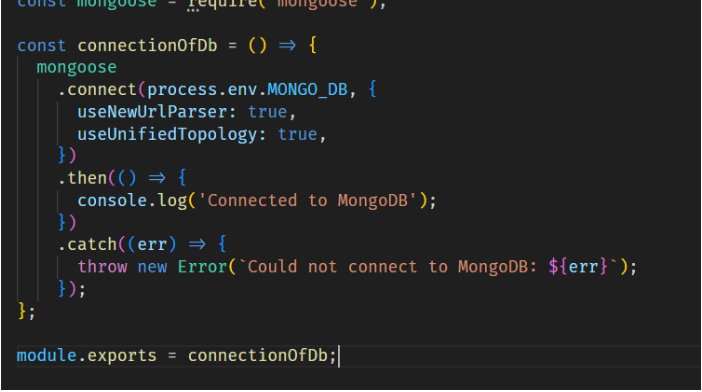 const mongoose = require('mongoose');
const connectionOfDb = () => {
mongoose
.connect(process.env.MONGO_DB, {
useNewUrlParser: true,
useUnifiedTopology: true,
})
.then(() => {
console.log('Connected to MongoDB');
})
.catch((err) => {
throw new Error(`Could not connect to MongoDB: ${err}`);
});
};
module.exports = connectionOfDb;